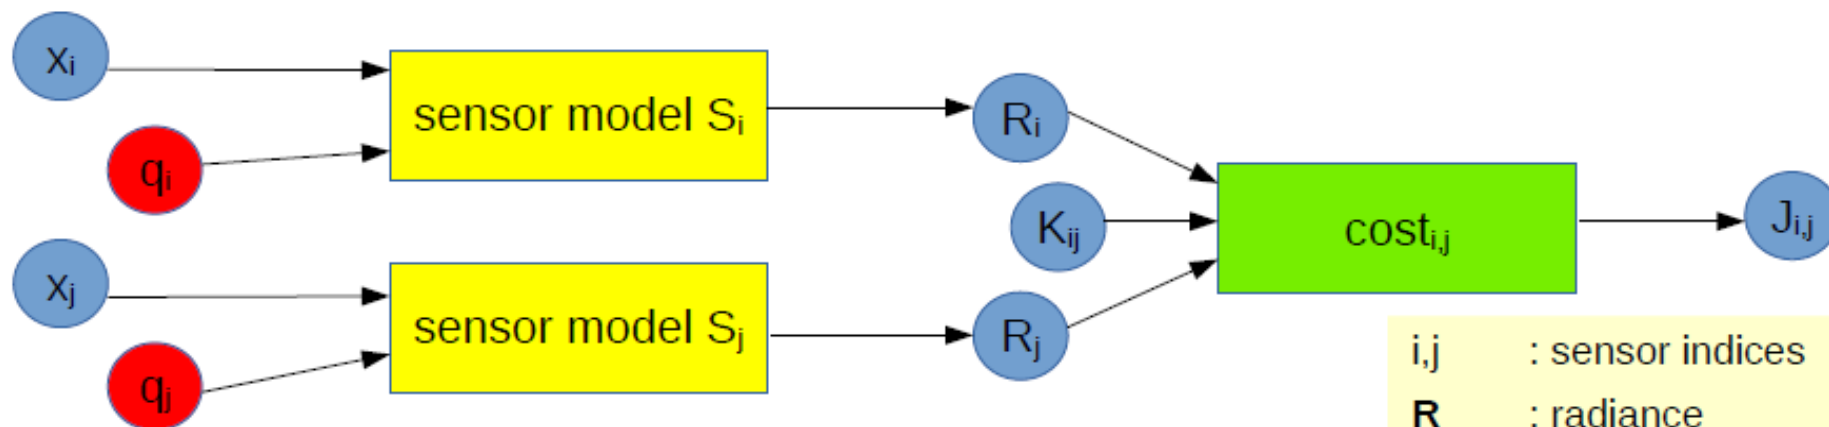 xᵢ
sensor model Sᵢ
qᵢ
Rᵢ
Kᵢⱼ
costᵢ,ⱼ
Jᵢ,ⱼ
xⱼ
sensor model Sⱼ
qⱼ
Rⱼ
i,j : sensor indices
R : radiance